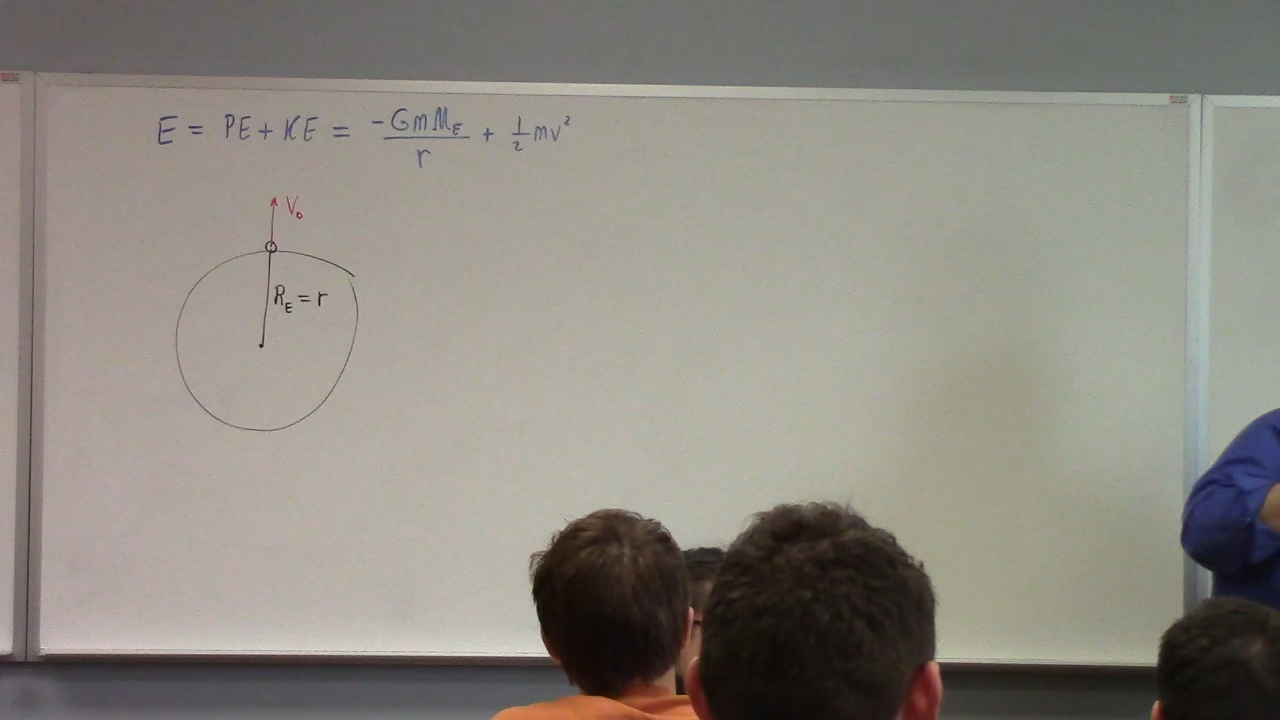 E = PE + KE = -GmM_E/r + 1/2 mv²
V₀
R_E = r